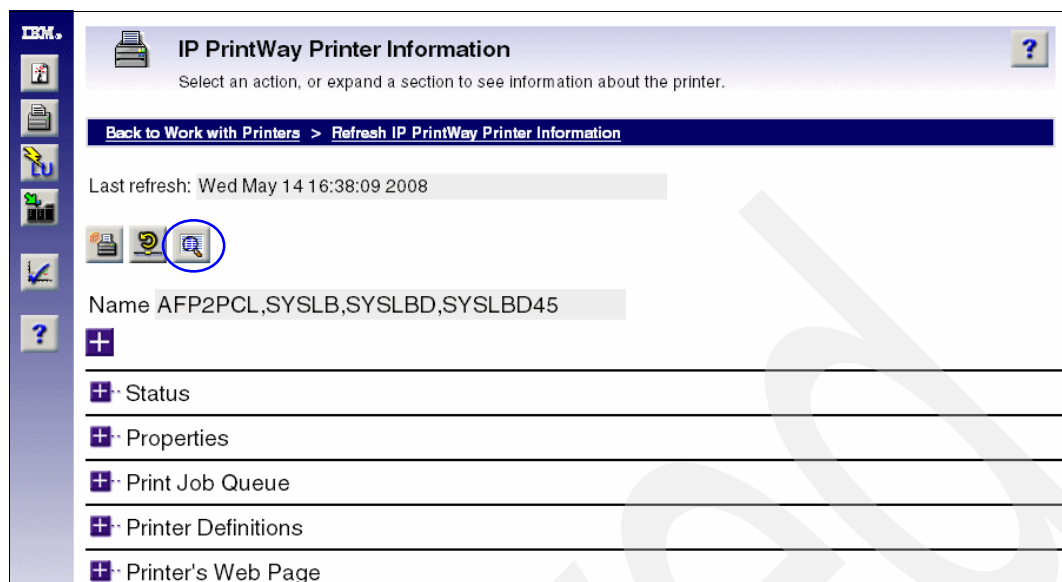 IBM.
IP PrintWay Printer Information
?
Select an action, or expand a section to see information about the printer.
Back to Work with Printers > Refresh IP PrintWay Printer Information
LU
Last refresh: Wed May 14 16:38:09 2008
Name AFP2PCL,SYSLB,SYSLBD,SYSLBD45
?
Status
Properties
Print Job Queue
Printer Definitions
Printer's Web Page